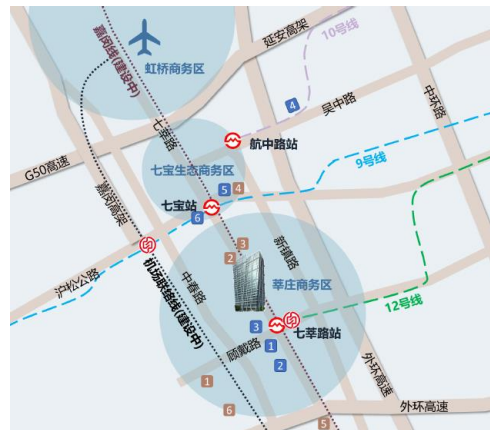 嘉闵线(建设中)
10号线
延安高架
虹桥商务区
中环路
4
吴中路
七莘路
航中路站
9号线
G50高速
七宝生态商务区
5
4
嘉闵高架
七宝站
6
3
新镇路
2
沪松公路
机场联络线(建设中)
中春路
莘庄商务区
12号线
3
七莘路站
顾戴路
1
2
外环高速
1
6
外环高速
5